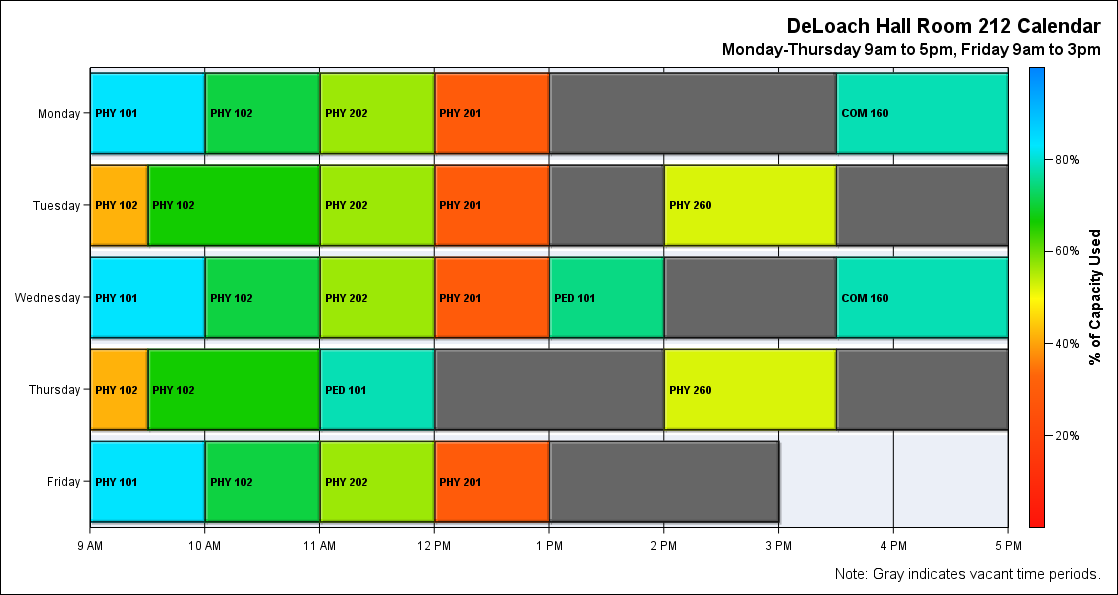 DeLoach Hall Room 212 Calendar
Monday-Thursday 9am to 5pm, Friday 9am to 3pm
Monday PHY 101 PHY 102 PHY 202 PHY 201 COM 160
80%
Tuesday PHY 102 PHY 102 PHY 202 PHY 201 PHY 260
60%
Wednesday PHY 101 PHY 102 PHY 202 PHY 201 PED 101 COM 160
% of Capacity Used
40%
Thursday PHY 102 PHY 102 PED 101 PHY 260
20%
Friday PHY 101 PHY 102 PHY 202 PHY 201
9 AM 10 AM 11 AM 12 PM 1 PM 2 PM 3 PM 4 PM 5 PM
Note: Gray indicates vacant time periods.